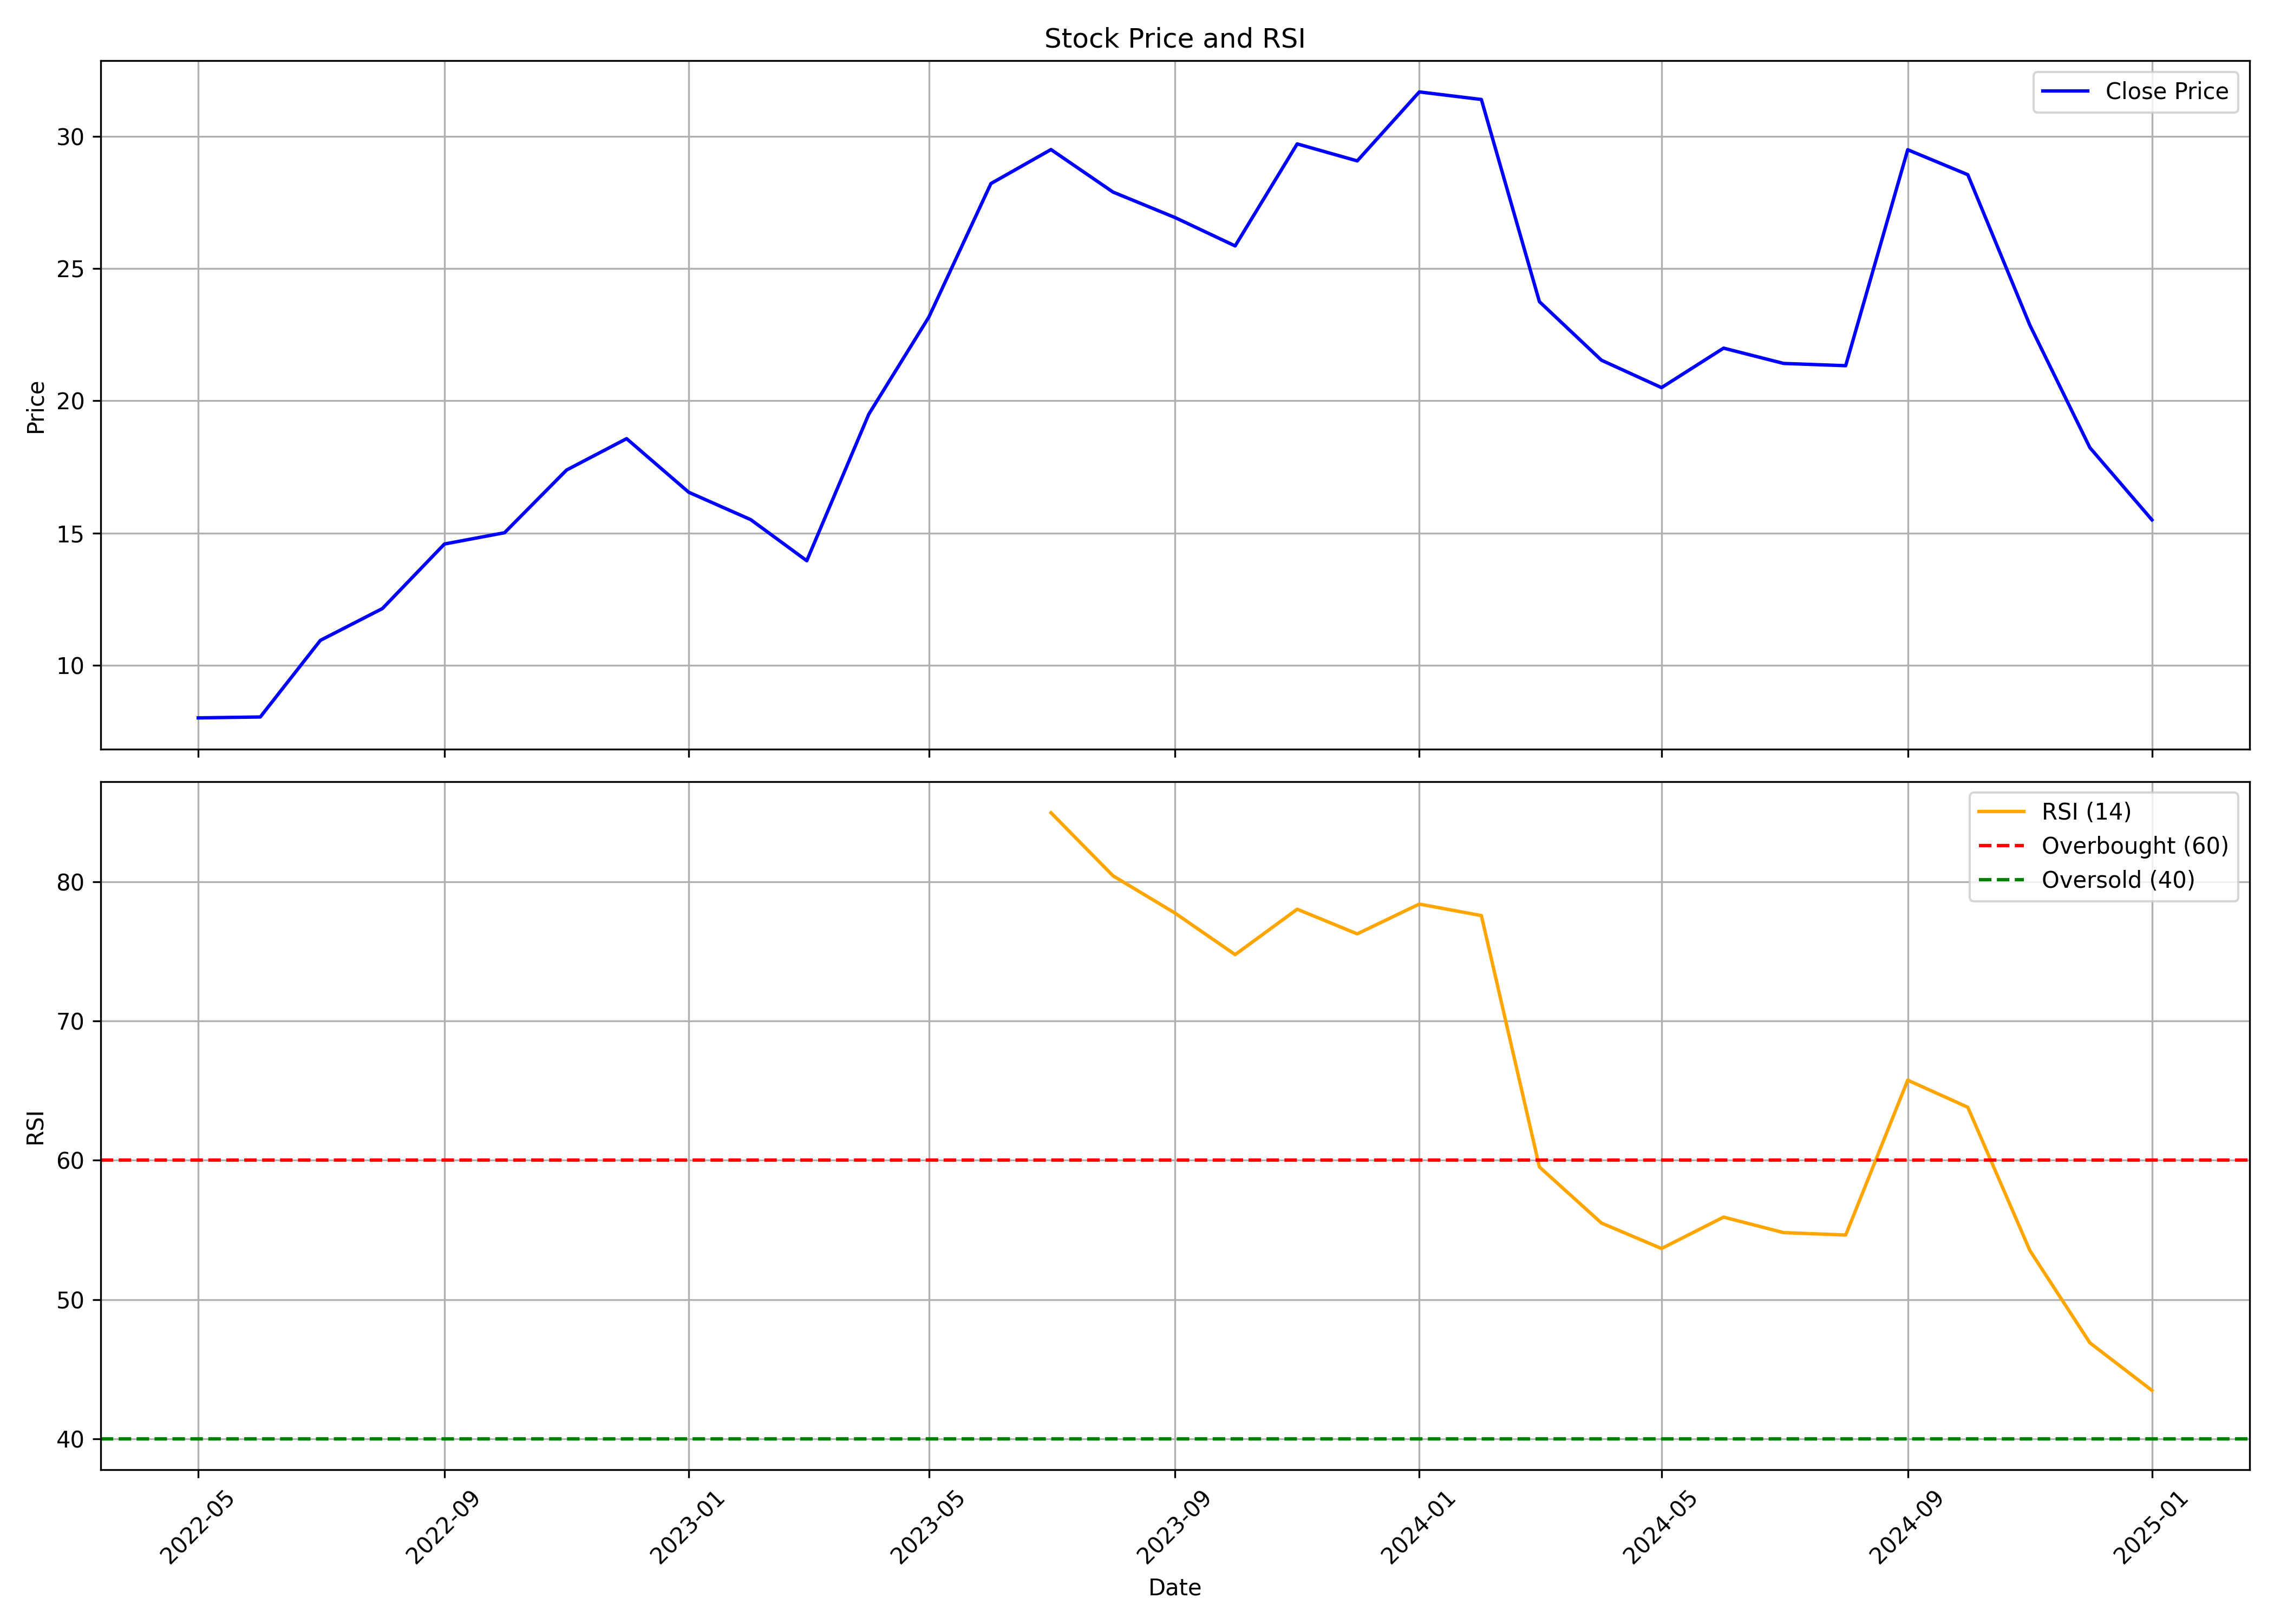 Stock Price and RSI
Close Price
30
25
20
15
10
Price
RSI (14)
Overbought (60)
Oversold (40)
80
70
60
50
40
RSI
2022-05
2022-09
2023-01
2023-05
2023-09
2024-01
2024-05
2024-09
2025-01
Date